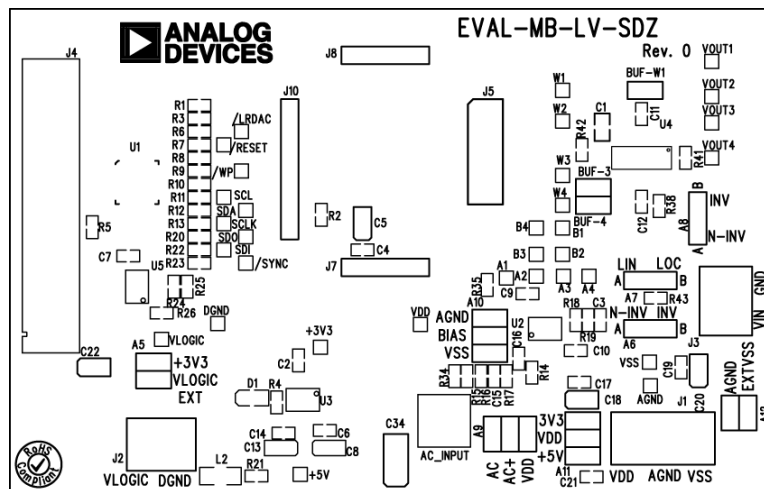 ANALOG
DEVICES
EVAL-MB-LV-SDZ
Rev. 0
J4
J8
J10
J5
U1
R1
R3
R6
R7
R8
R9
R10
R11
R12
R13
R20
R22
R23
/LRDAC
/RESET
/WP
SCL
SDA
SCLK
SDO
SDI
/SYNC
R5
C7
U5
R24
R25
R26
DGND
R2
C5
C4
J7
W1
W2
W3
W4
R42
C1
BUF-W1
C11
U4
R41
VOUT1
VOUT2
VOUT3
VOUT4
BUF-3
BUF-4
C12
R38
A8
B
INV
N-INV
A
B4
B1
B3
B2
A1
A2
A3
A4
R35
C9
LIN
LOC
A
B
A7
R43
N-INV
INV
A
B
A6
GND
VIN
J3
VDD
A10
AGND
BIAS
VSS
U2
R18
C3
R19
C16
C10
R14
R34
R15
R16
C15
R17
C17
C18
VSS
AGND
C19
C20
AGND
EXTVSS
A12
C22
A5
VLOGIC
+3V3
VLOGIC
EXT
+3V3
C2
D1
R4
U3
C14
C13
C6
C8
J2
VLOGIC
DGND
L2
R21
+5V
C34
AC_INPUT
A9
AC
AC+
VDD
3V3
VDD
+5V
A11
C21
J1
VDD
AGND
VSS
RoHS
Compliant